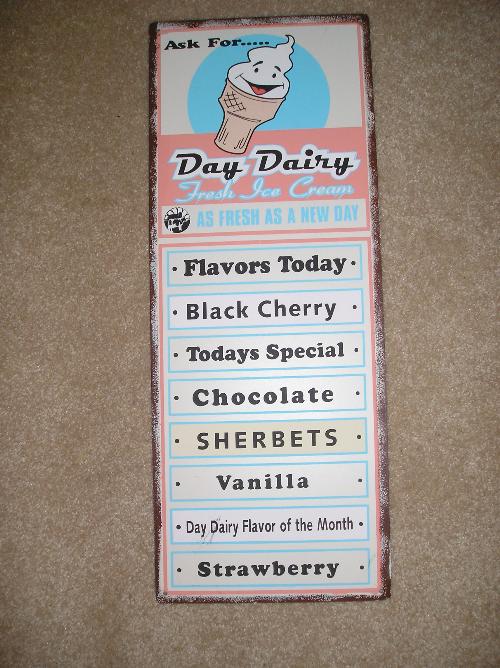 Ask For.....
Day Dairy
Fresh Ice Cream
AS FRESH AS A NEW DAY
· Flavors Today ·
· Black Cherry ·
· Todays Special ·
· Chocolate ·
· SHERBETS ·
· Vanilla ·
· Day Dairy Flavor of the Month ·
· Strawberry ·